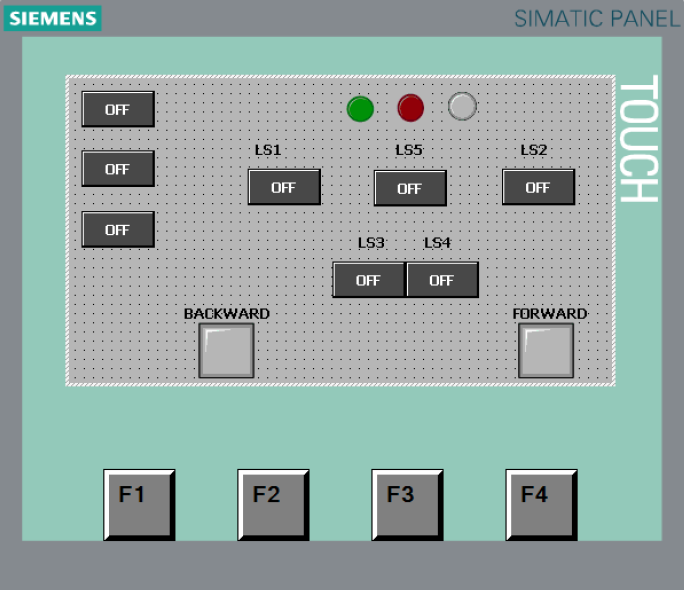 SIEMENS
SIMATIC PANEL
TOUCH
OFF
LS1
LS5
LS2
OFF
OFF
OFF
OFF
OFF
LS3
LS4
OFF
OFF
BACKWARD
FORWARD
F1
F2
F3
F4